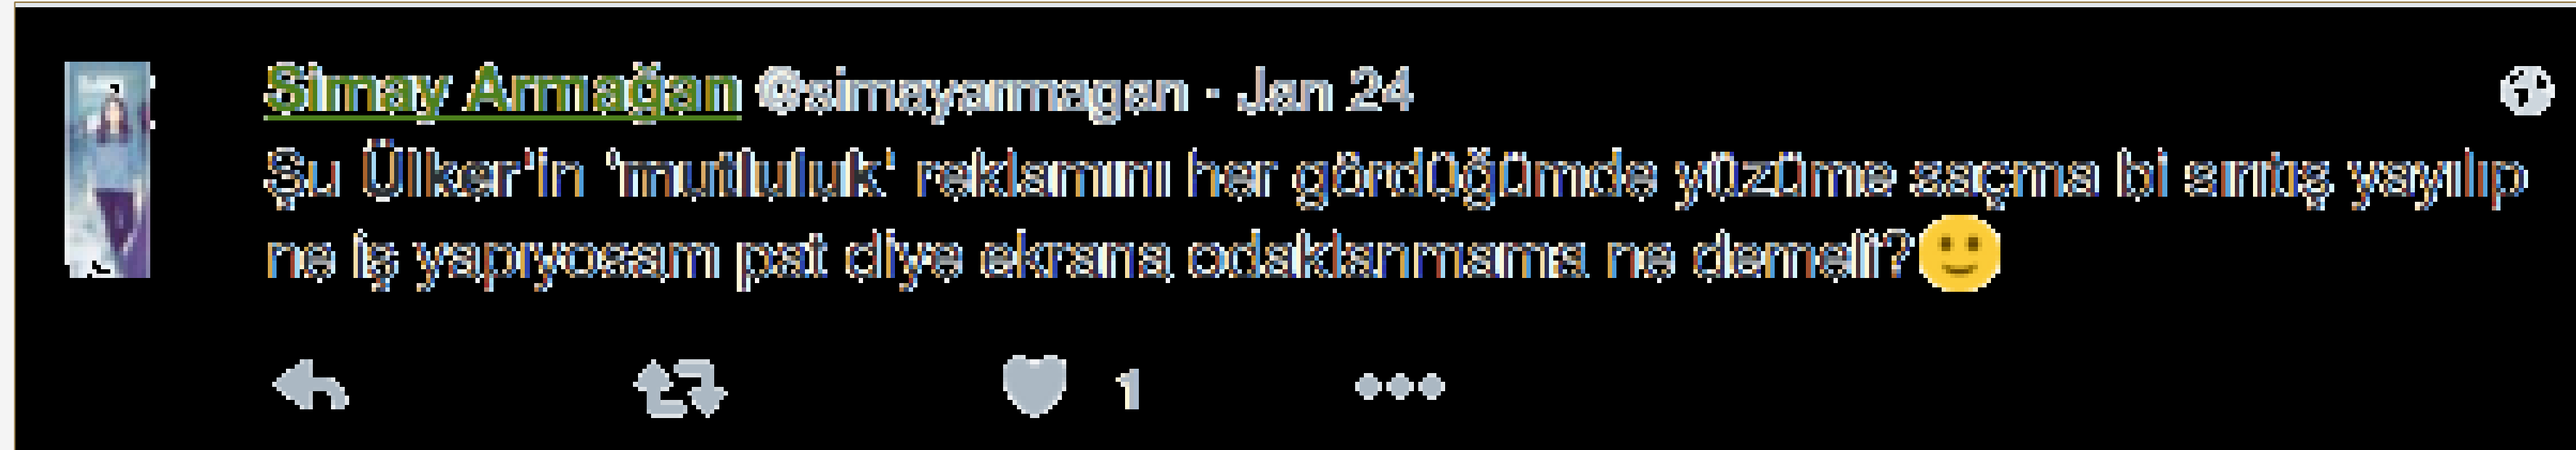 Simay Armağan @simayarmagan · Jan 24
Şu Ülker'in 'mutluluk' reklamını her gördüğümde yüzüme saçma bi sırıtış yayılıp
ne iş yapıyosam pat diye ekrana odaklanmama ne demeli?🙂
1